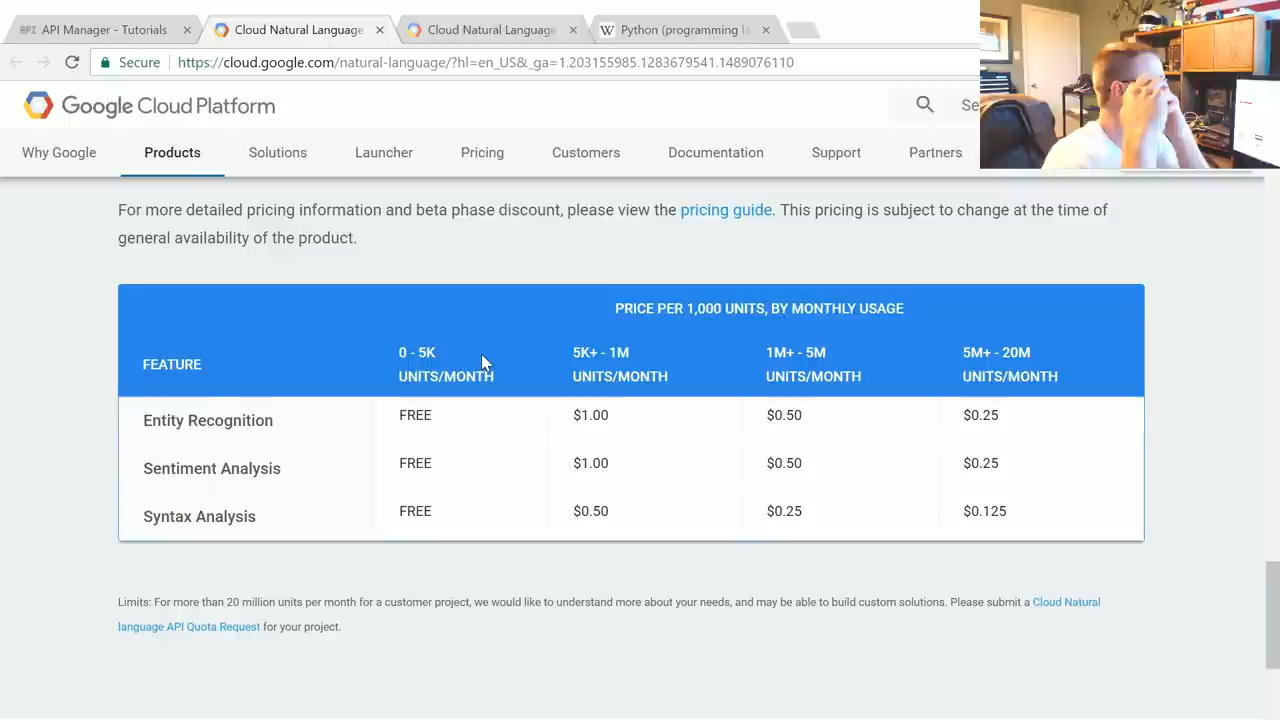 API API Manager - Tutorials
Cloud Natural Language
Cloud Natural Language
W Python (programming la
Secure https://cloud.google.com/natural-language/?hl=en_US&_ga=1.203155985.1283679541.1489076110
Google Cloud Platform
Se
Why Google Products Solutions Launcher Pricing Customers Documentation Support Partners
For more detailed pricing information and beta phase discount, please view the pricing guide. This pricing is subject to change at the time of
general availability of the product.
PRICE PER 1,000 UNITS, BY MONTHLY USAGE
FEATURE
0 - 5K
UNITS/MONTH
5K+ - 1M
UNITS/MONTH
1M+ - 5M
UNITS/MONTH
5M+ - 20M
UNITS/MONTH
Entity Recognition FREE $1.00 $0.50 $0.25
Sentiment Analysis FREE $1.00 $0.50 $0.25
Syntax Analysis FREE $0.50 $0.25 $0.125
Limits: For more than 20 million units per month for a customer project, we would like to understand more about your needs, and may be able to build custom solutions. Please submit a Cloud Natural
language API Quota Request for your project.